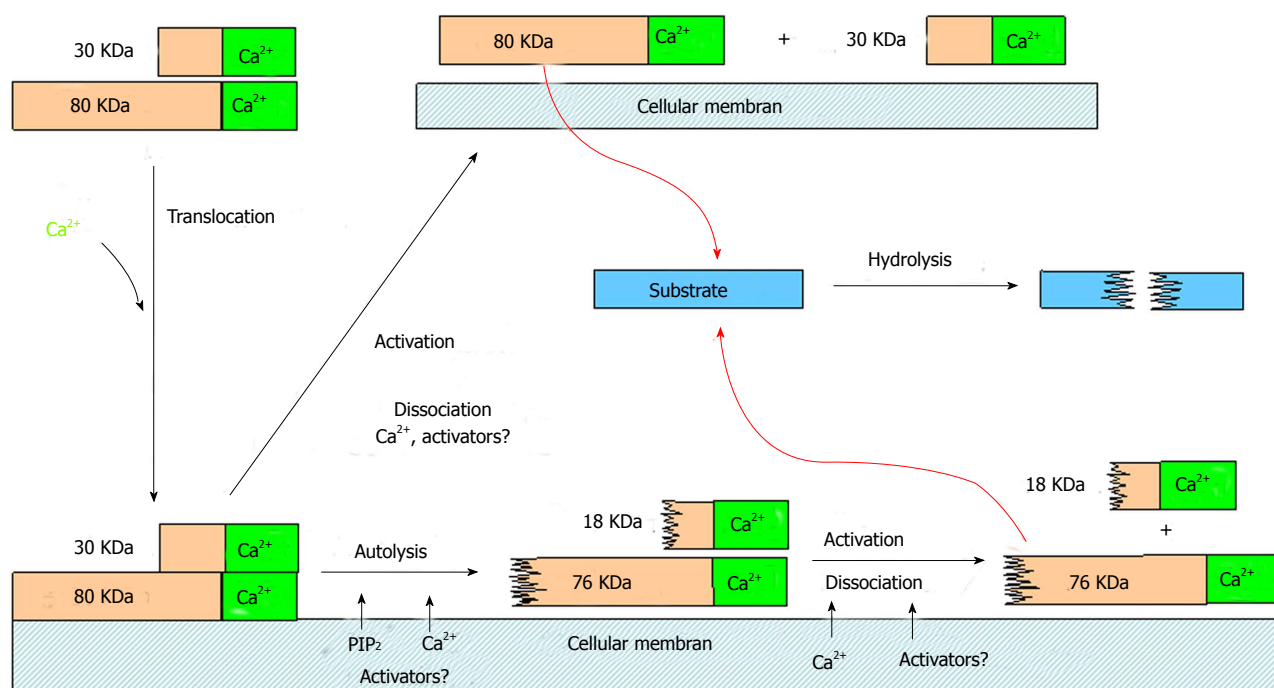 30 KDa
Ca²⁺
80 KDa
Ca²⁺
80 KDa
Ca²⁺
+
30 KDa
Ca²⁺
Cellular membran
Ca²⁺
Translocation
Activation
Dissociation
Ca²⁺, activators?
Substrate
Hydrolysis
30 KDa
Ca²⁺
80 KDa
Ca²⁺
Autolysis
PIP₂
Ca²⁺
Activators?
18 KDa
Ca²⁺
76 KDa
Ca²⁺
Cellular membran
Activation
Dissociation
Ca²⁺
Activators?
18 KDa
Ca²⁺
+
76 KDa
Ca²⁺